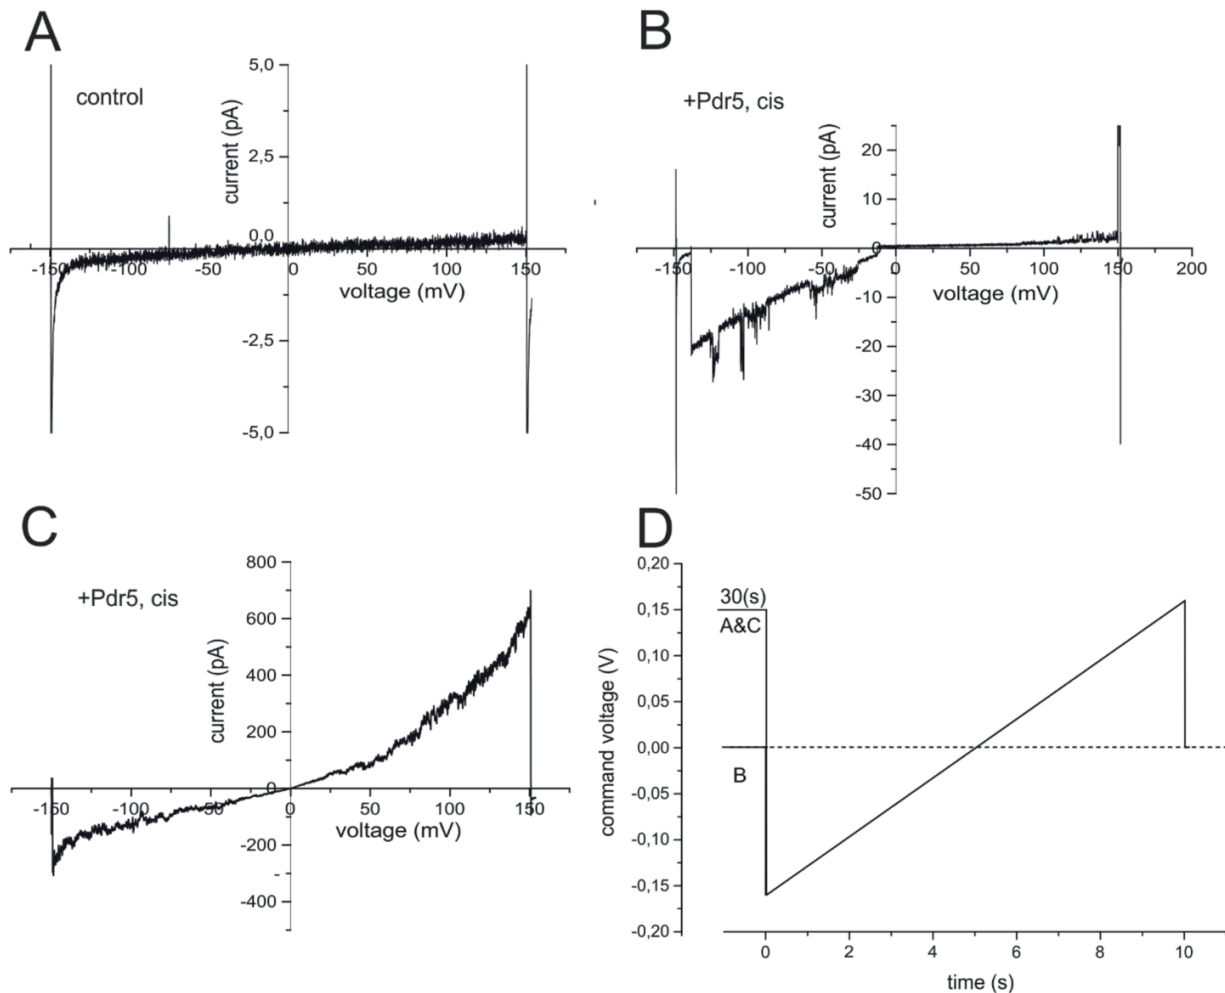 A
control
current (pA)
5,0
2,5
0,0
-2,5
-5,0
-150 -100 -50 0 50 100 150
voltage (mV)
B
+Pdr5, cis
current (pA)
20
10
0
-10
-20
-30
-40
-50
-150 -100 -50 0 50 100 150 200
voltage (mV)
C
+Pdr5, cis
current (pA)
800
600
400
200
0
-200
-400
-150 -100 -50 0 50 100 150
voltage (mV)
D
command voltage (V)
0,20
0,15
0,10
0,05
0,00
-0,05
-0,10
-0,15
-0,20
30(s)
A&C
B
0 2 4 6 8 10
time (s)